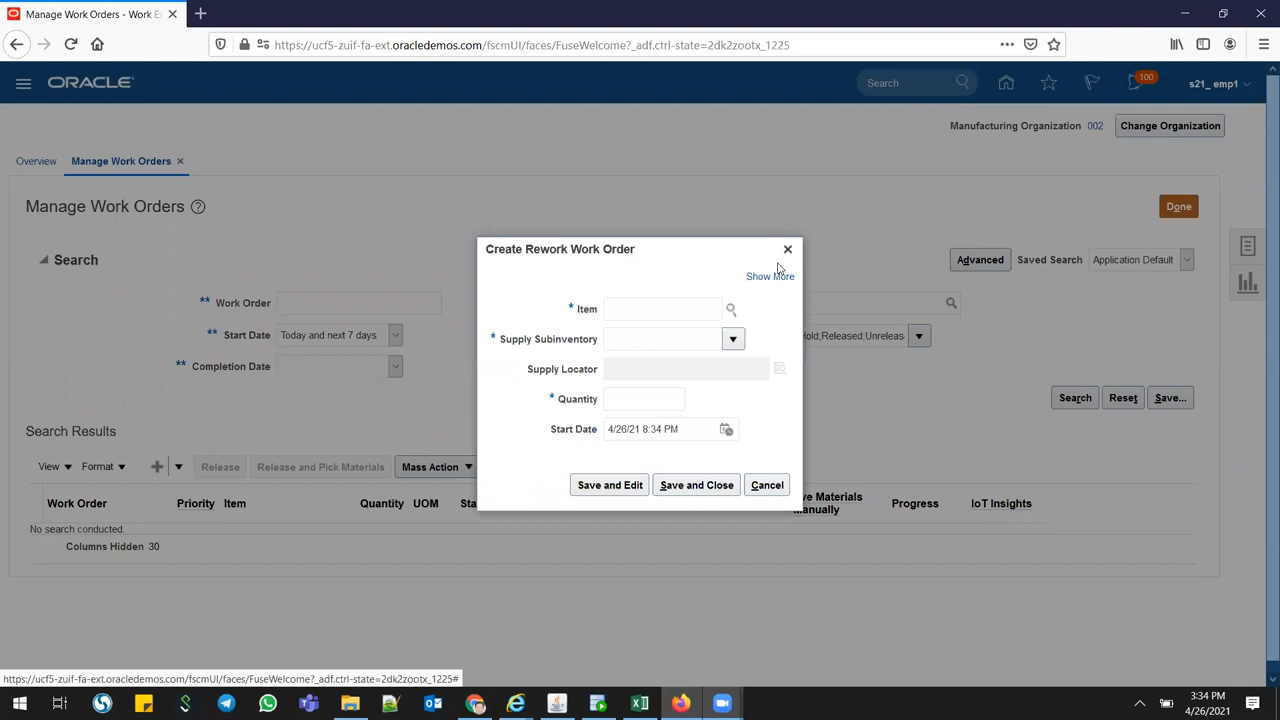 Manage Work Orders - Work E
https://ucf5-zuif-fa-ext.oracledemos.com/fscmUI/faces/FuseWelcome?_adf.ctrl-state=2dk2zootx_1225
ORACLE
Search
100
s21_ emp1
Manufacturing Organization 002 Change Organization
Overview Manage Work Orders
Manage Work Orders ?
Done
Create Rework Work Order
Search
Advanced Saved Search Application Default
Show More
** Work Order
* Item
** Start Date Today and next 7 days
Hold;Released;Unreleas
* Supply Subinventory
** Completion Date
Supply Locator
* Quantity
Search Reset Save...
Start Date 4/26/21 8:34 PM
Search Results
View Format Release Release and Pick Materials Mass Action
Save and Edit Save and Close Cancel
Work Order Priority Item Quantity UOM
Materials
Manually
Progress IoT Insights
No search conducted.
Columns Hidden 30
https://ucf5-zuif-fa-ext.oracledemos.com/fscmUI/faces/FuseWelcome?_adf.ctrl-state=2dk2zootx_1225#
3:34 PM
4/26/2021